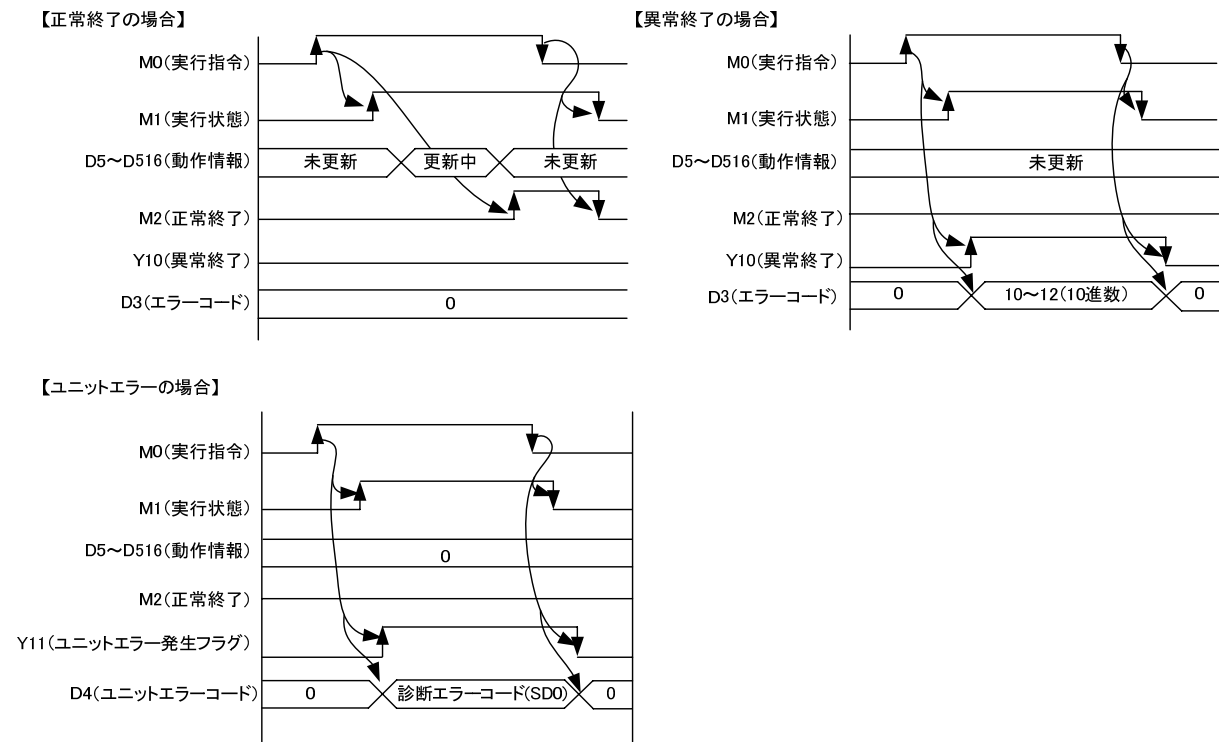 【正常終了の場合】
M0(実行指令)
M1(実行状態)
D5～D516(動作情報) 未更新 更新中 未更新
M2(正常終了)
Y10(異常終了)
D3(エラーコード) 0
【異常終了の場合】
M0(実行指令)
M1(実行状態)
D5～D516(動作情報) 未更新
M2(正常終了)
Y10(異常終了)
D3(エラーコード) 0 10～12(10進数) 0
【ユニットエラーの場合】
M0(実行指令)
M1(実行状態)
D5～D516(動作情報) 0
M2(正常終了)
Y11(ユニットエラー発生フラグ)
D4(ユニットエラーコード) 0 診断エラーコード(SD0) 0